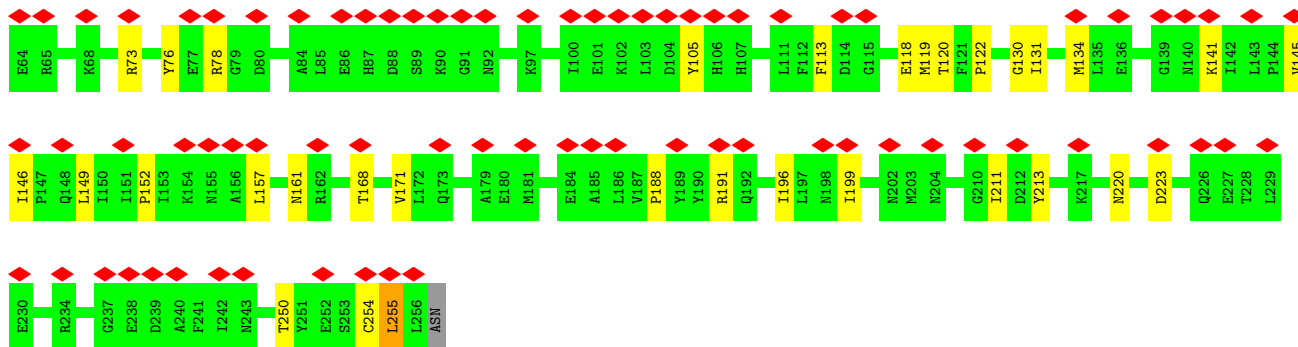 E64 R65 K68 R73 Y76 E77 R78 G79 D80 A84 L85 E86 H87 D88 S89 K90 G91 N92 K97 I100 E101 K102 L103 D104 Y105 H106 H107 L111 F112 F113 D114 G115 E118 M119 T120 F121 P122 G130 I131 M134 L135 E136 G139 N140 K141 I142 L143 P144 V145
I146 P147 Q148 L149 I150 I151 P152 I153 K154 N155 A156 L157 N161 R162 T168 V171 L172 Q173 A179 E180 M181 E184 A185 L186 V187 P188 Y189 Y190 R191 Q192 I196 L197 N198 I199 N202 M203 N204 G210 I211 D212 Y213 K217 N220 D223 Q226 E227 T228 L229
E230 R234 G237 E238 D239 A240 F241 I242 N243 T250 Y251 E252 S253 C254 L255 L256 ASN